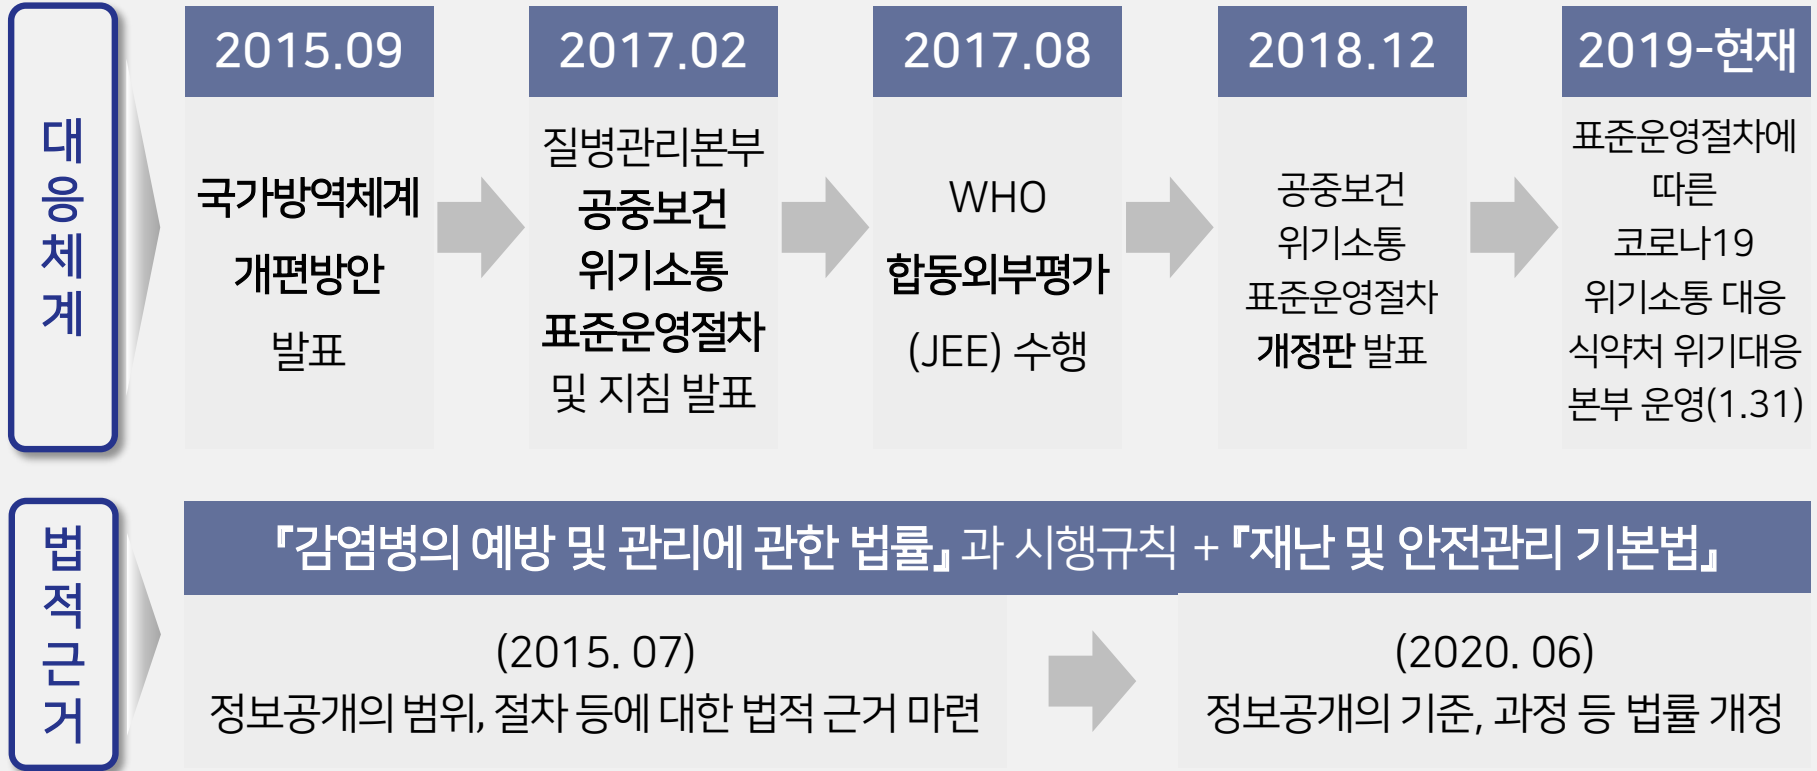 대응체계
2015.09
국가방역체계
개편방안
발표
2017.02
질병관리본부
공중보건
위기소통
표준운영절차
및 지침 발표
2017.08
WHO
합동외부평가
(JEE) 수행
2018.12
공중보건
위기소통
표준운영절차
개정판 발표
2019-현재
표준운영절차에
따른
코로나19
위기소통 대응
식약처 위기대응
본부 운영(1.31)
법적근거
『감염병의 예방 및 관리에 관한 법률』 과 시행규칙 + 『재난 및 안전관리 기본법』
(2015. 07)
정보공개의 범위, 절차 등에 대한 법적 근거 마련
(2020. 06)
정보공개의 기준, 과정 등 법률 개정